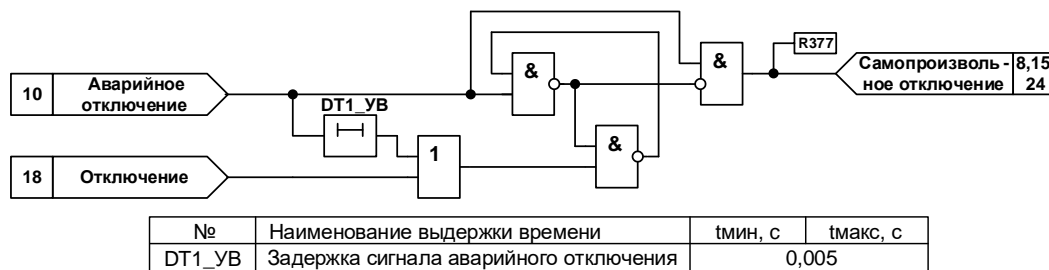 R377
&
&
Самопроизволь -
ное отключение
8,15
24
10
Аварийное
отключение
DT1_УВ
1
&
18
Отключение
№ Наименование выдержки времени tмин, с tмакс, с
DT1_УВ Задержка сигнала аварийного отключения 0,005